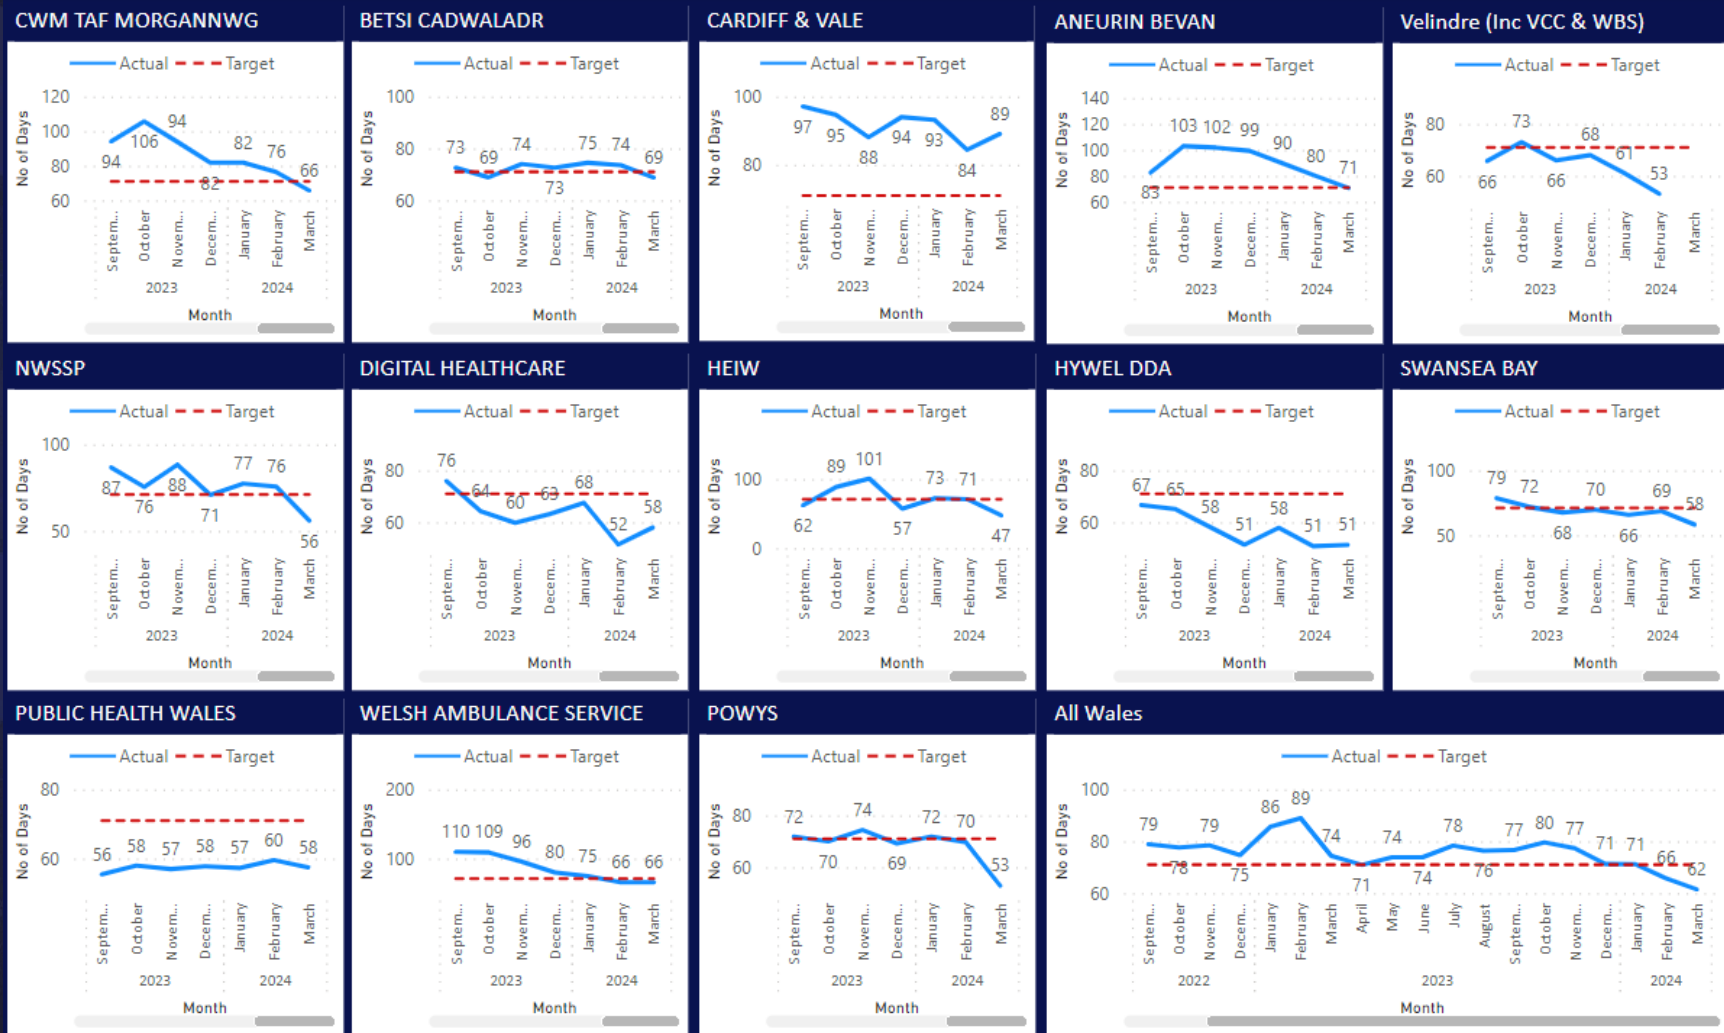 CWM TAF MORGANNWG
Actual Target
No of Days
120
100
80
60
94
106
94
82
82
76
66
Septem...
October
Novem...
Decem...
January
February
March
2023 2024
Month
BETSI CADWALADR
Actual Target
No of Days
100
80
60
73
69
74
73
75
74
69
Septem...
October
Novem...
Decem...
January
February
March
2023 2024
Month
CARDIFF & VALE
Actual Target
No of Days
100
80
97
95
88
94
93
84
89
Septem...
October
Novem...
Decem...
January
February
March
2023 2024
Month
ANEURIN BEVAN
Actual Target
No of Days
140
120
100
80
60
83
103
102
99
90
80
71
Septem...
October
Novem...
Decem...
January
February
March
2023 2024
Month
Velindre (Inc VCC & WBS)
Actual Target
No of Days
80
60
66
73
66
68
61
53
Septem...
October
Novem...
Decem...
January
February
March
2023 2024
Month
NWSSP
Actual Target
No of Days
100
50
87
76
88
71
77
76
56
Septem...
October
Novem...
Decem...
January
February
March
2023 2024
Month
DIGITAL HEALTHCARE
Actual Target
No of Days
80
60
76
64
60
63
68
52
58
Septem...
October
Novem...
Decem...
January
February
March
2023 2024
Month
HEIW
Actual Target
No of Days
100
0
62
89
101
57
73
71
47
Septem...
October
Novem...
Decem...
January
February
March
2023 2024
Month
HYWEL DDA
Actual Target
No of Days
80
60
67
65
58
51
58
51
51
Septem...
October
Novem...
Decem...
January
February
March
2023 2024
Month
SWANSEA BAY
Actual Target
No of Days
100
50
79
72
68
70
66
69
58
Septem...
October
Novem...
Decem...
January
February
March
2023 2024
Month
PUBLIC HEALTH WALES
Actual Target
No of Days
80
60
56
58
57
58
57
60
58
Septem...
October
Novem...
Decem...
January
February
March
2023 2024
Month
WELSH AMBULANCE SERVICE
Actual Target
No of Days
200
100
110
109
96
80
75
66
66
Septem...
October
Novem...
Decem...
January
February
March
2023 2024
Month
POWYS
Actual Target
No of Days
80
60
72
70
74
69
72
70
53
Septem...
October
Novem...
Decem...
January
February
March
2023 2024
Month
All Wales
Actual Target
No of Days
100
80
60
79
78
79
75
86
89
74
71
74
74
78
76
77
80
77
71
71
66
62
Septem...
October
Novem...
Decem...
January
February
March
April
May
June
July
August
Septem...
October
Novem...
Decem...
January
February
March
2022 2023 2024
Month